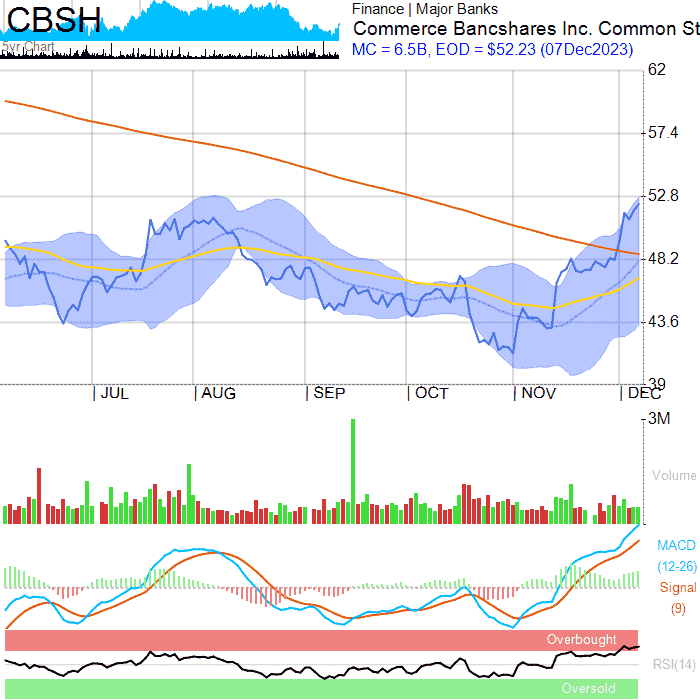 CBSH
5yr Chart
Finance | Major Banks
Commerce Bancshares Inc. Common St
MC = 6.5B, EOD = $52.23 (07Dec2023)
62
57.4
52.8
48.2
43.6
39
JUL AUG SEP OCT NOV DEC
3M
Volume
MACD
(12-26)
Signal
(9)
Overbought
RSI(14)
Oversold